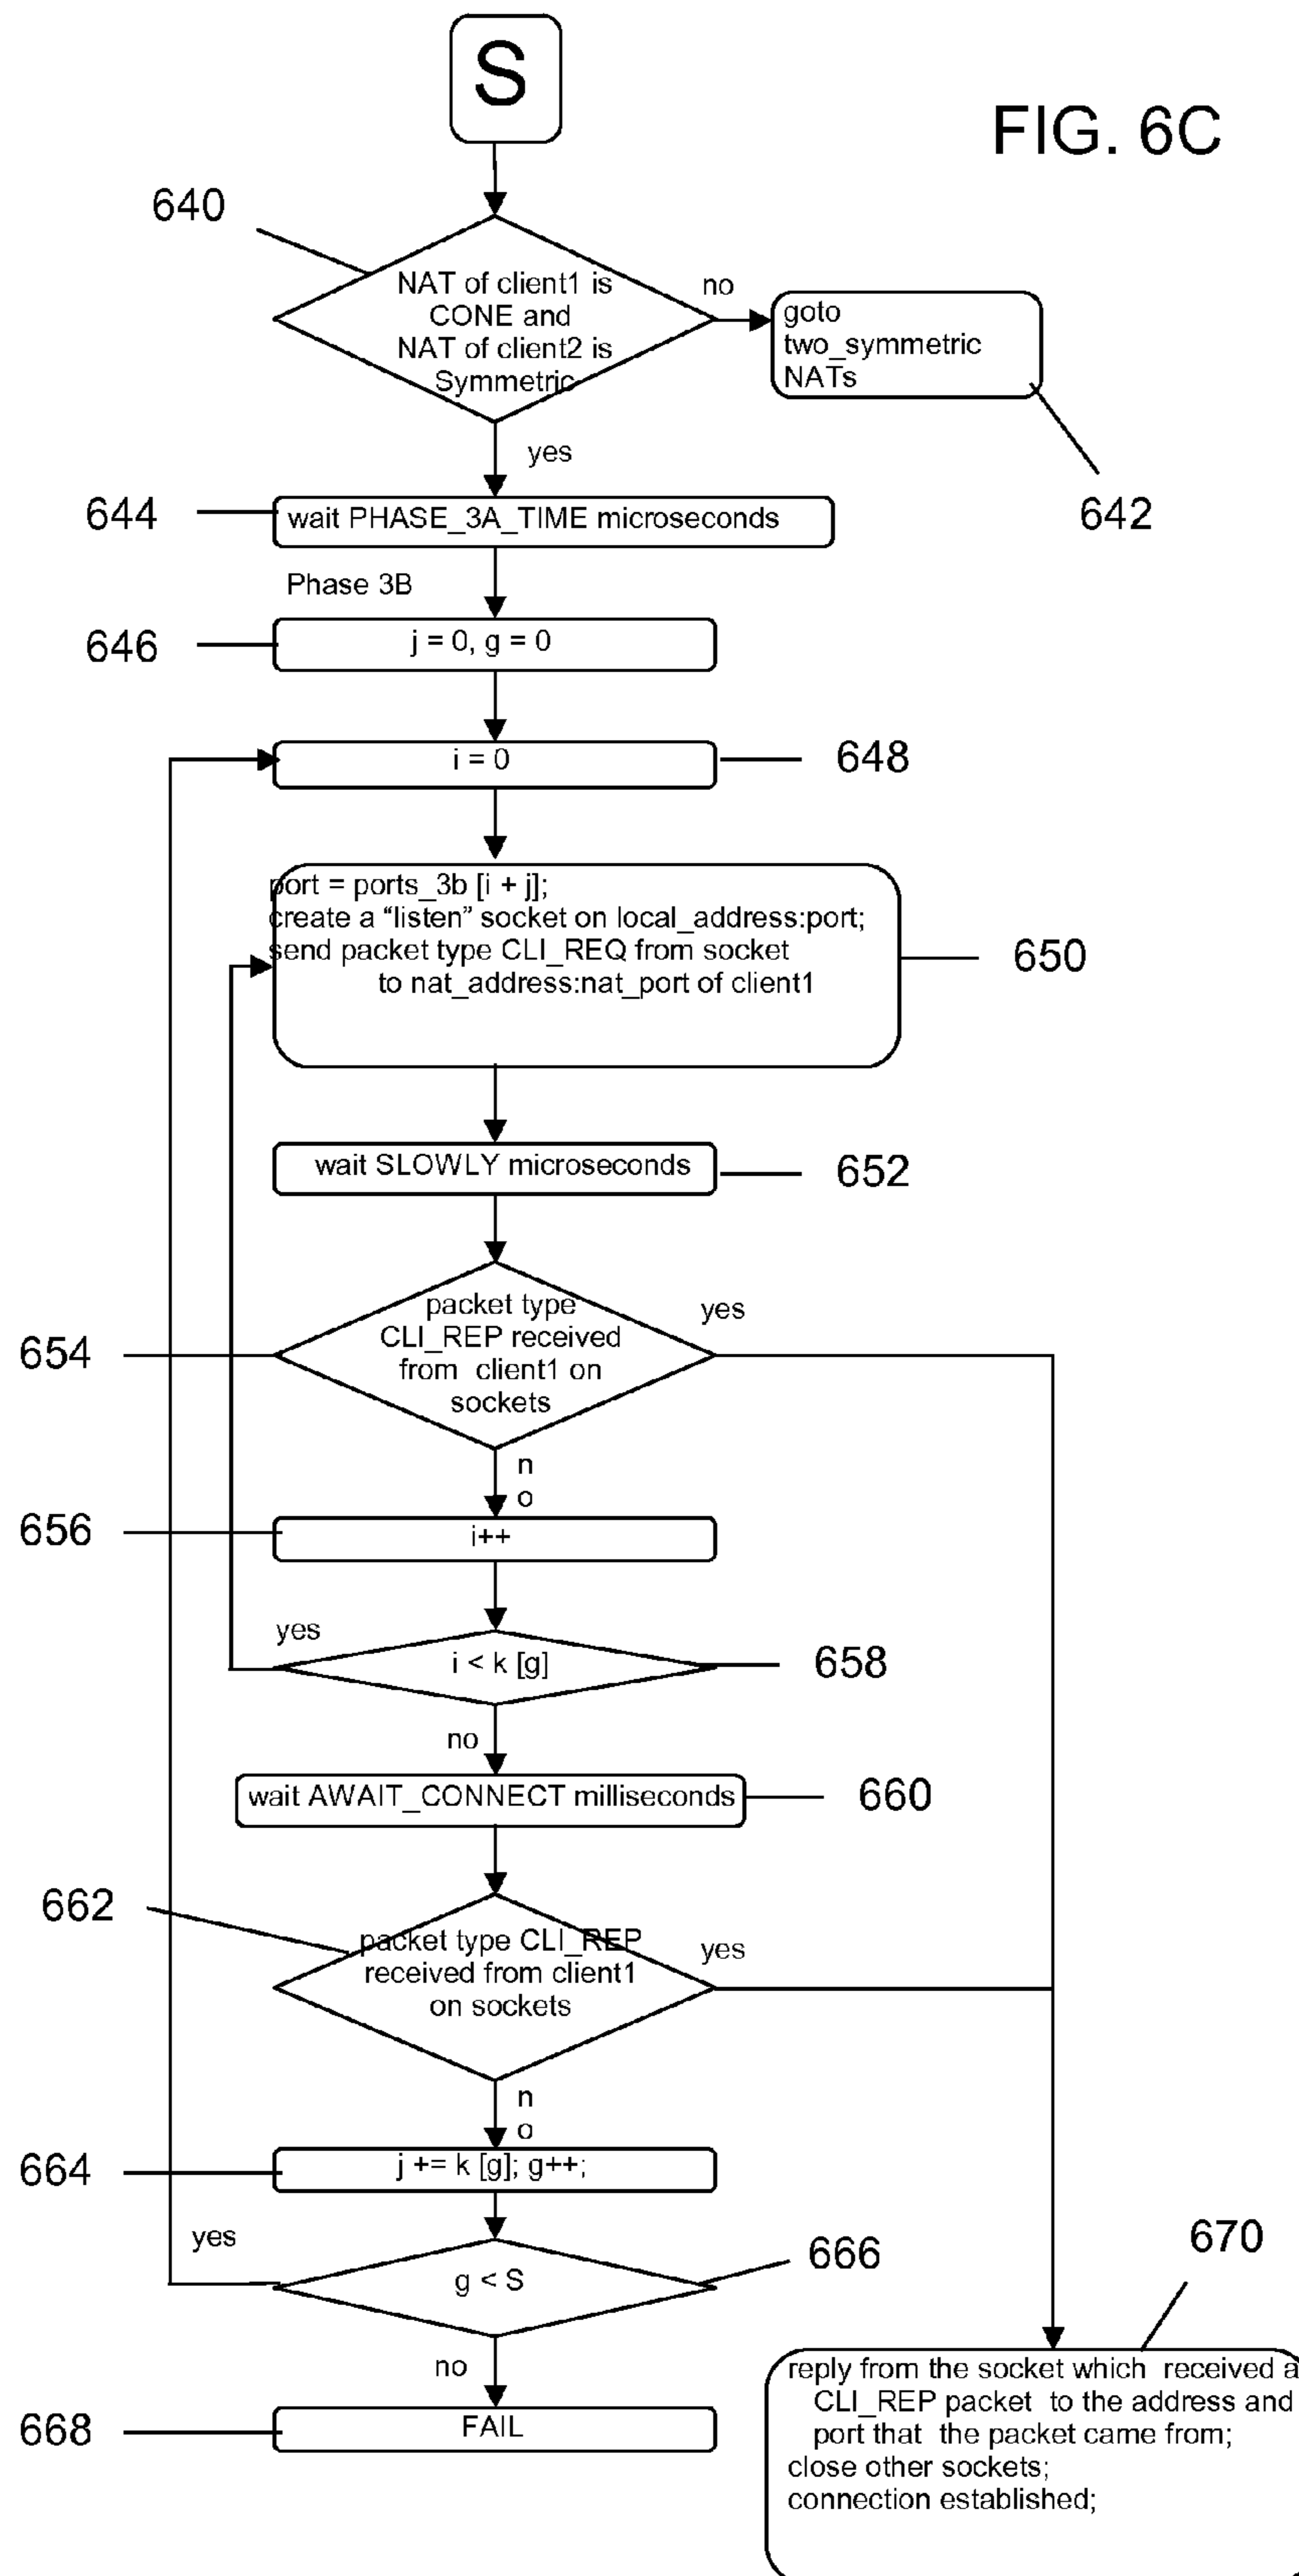 S
FIG. 6C
640
NAT of client1 is
CONE and
NAT of client2 is
Symmetric
no
goto
two_symmetric
NATs
642
yes
644
wait PHASE_3A_TIME microseconds
Phase 3B
646
j = 0, g = 0
i = 0
648
port = ports_3b [i + j];
create a “listen” socket on local_address:port;
send packet type CLI_REQ from socket
to nat_address:nat_port of client1
650
wait SLOWLY microseconds
652
654
packet type
CLI_REP received
from client1 on
sockets
yes
n
o
656
i++
yes
i < k [g]
658
no
wait AWAIT_CONNECT milliseconds
660
662
packet type CLI_REP
received from client1
on sockets
yes
n
o
664
j += k [g]; g++;
yes
g < S
666
670
no
668
FAIL
reply from the socket which received a
CLI_REP packet to the address and
port that the packet came from;
close other sockets;
connection established;